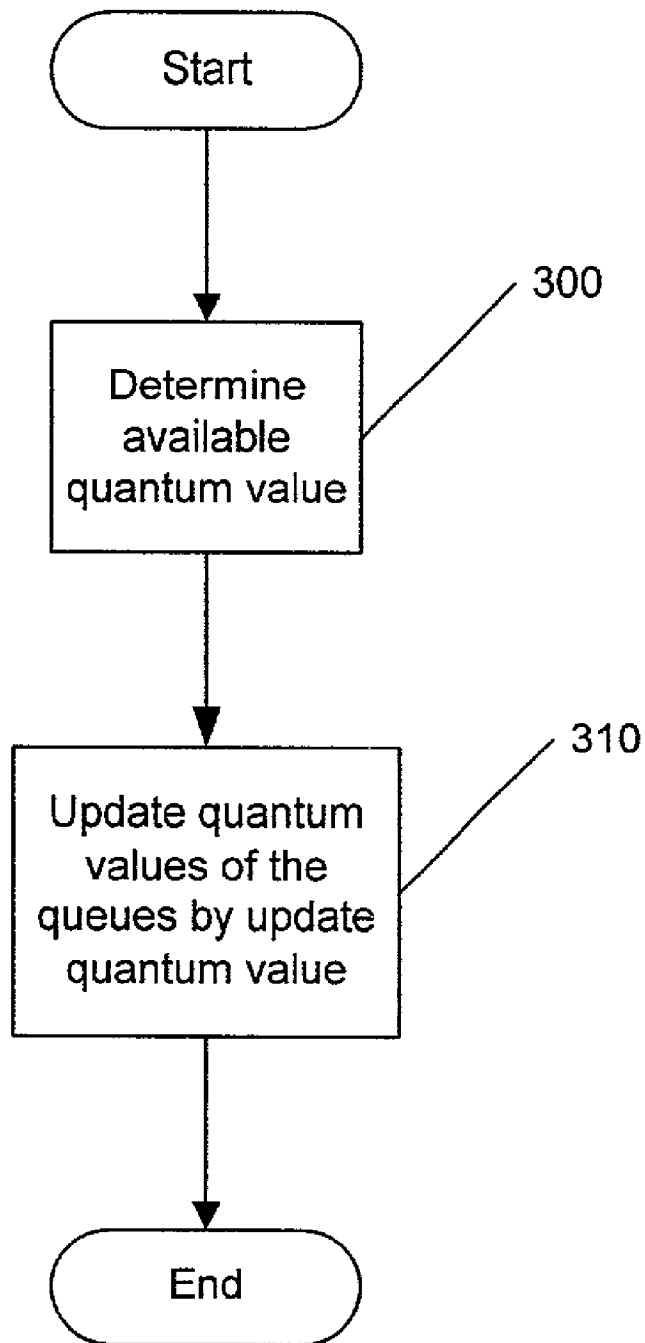 Start
300
Determine
available
quantum value
310
Update quantum
values of the
queues by update
quantum value
End